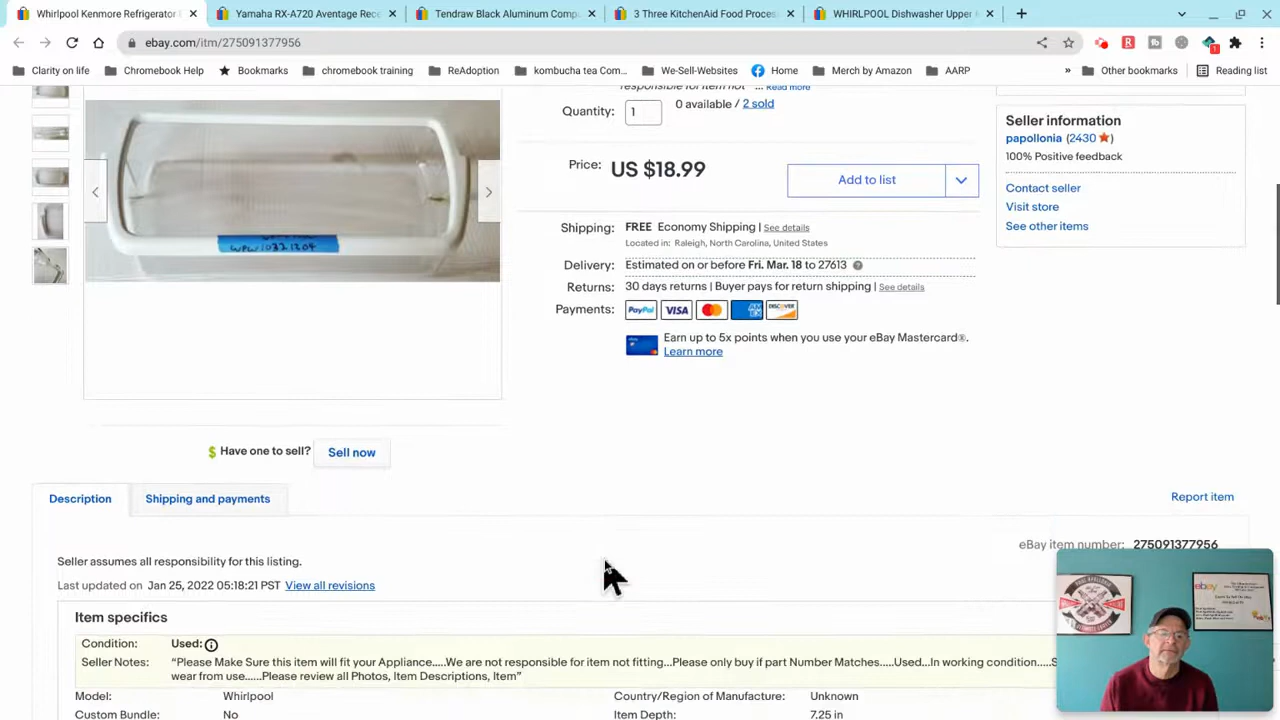 Whirlpool Kenmore Refrigerator
Yamaha RX-A720 Aventage Rece
Tendraw Black Aluminum Comp
3 Three KitchenAid Food Proces
WHIRLPOOL Dishwasher Upper
ebay.com/itm/275091377956
Clarity on life
Chromebook Help
Bookmarks
chromebook training
ReAdoption
kombucha tea Com...
We-Sell-Websites
Home
Merch by Amazon
AARP
»
Other bookmarks
Reading list
responsible for item not ... Read more
Quantity: 1 0 available / 2 sold
Price: US $18.99
Add to list
Shipping: FREE Economy Shipping | See details
Located in: Raleigh, North Carolina, United States
Delivery: Estimated on or before Fri. Mar. 18 to 27613
Returns: 30 days returns | Buyer pays for return shipping | See details
Payments: PayPal VISA DISCOVER
Earn up to 5x points when you use your eBay Mastercard®.
Learn more
Seller information
papollonia (2430 )
100% Positive feedback
Contact seller
Visit store
See other items
WPW10321304
Have one to sell? Sell now
Description
Shipping and payments
Report item
eBay item number: 275091377956
Seller assumes all responsibility for this listing.
Last updated on Jan 25, 2022 05:18:21 PST View all revisions
Item specifics
Condition: Used:
Seller Notes: “Please Make Sure this item will fit your Appliance.....We are not responsible for item not fitting...Please only buy if part Number Matches.....Used...In working condition.....S
wear from use.....Please review all Photos, Item Descriptions, Item”
Model: Whirlpool
Country/Region of Manufacture: Unknown
Custom Bundle: No
Item Depth: 7.25 in
ebay